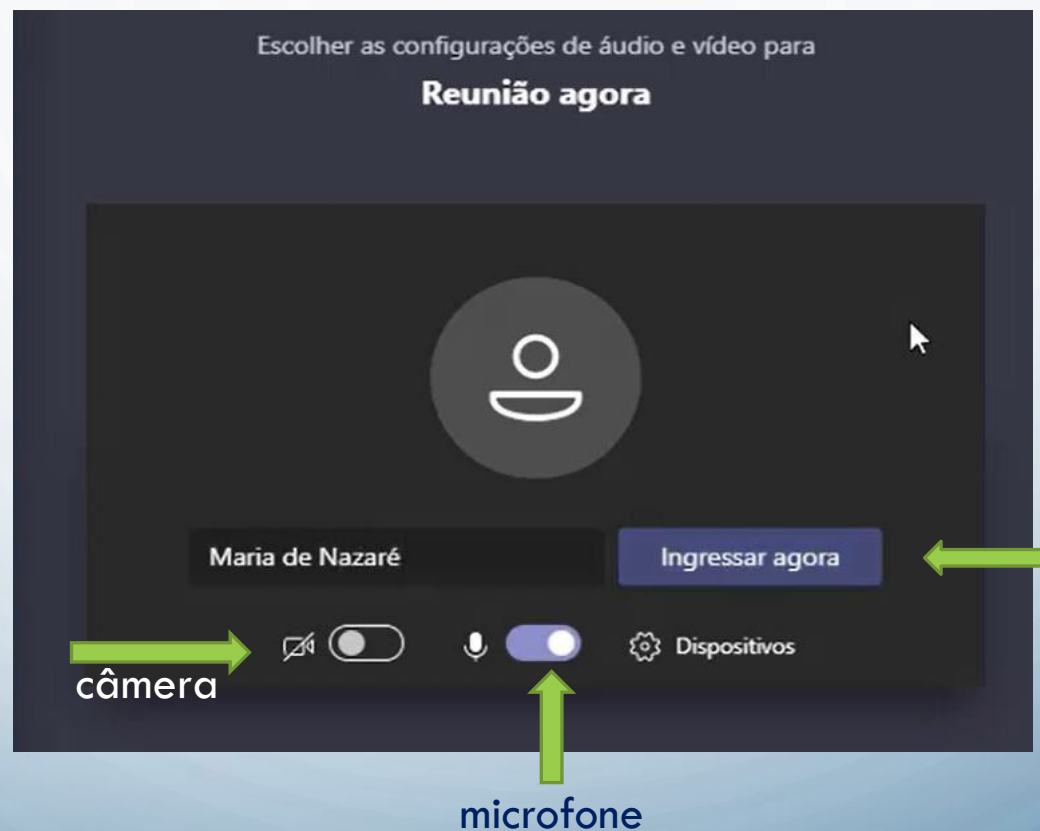 Escolher as configurações de áudio e vídeo para
Reunião agora
Maria de Nazaré
Ingressar agora
Dispositivos
câmera
microfone